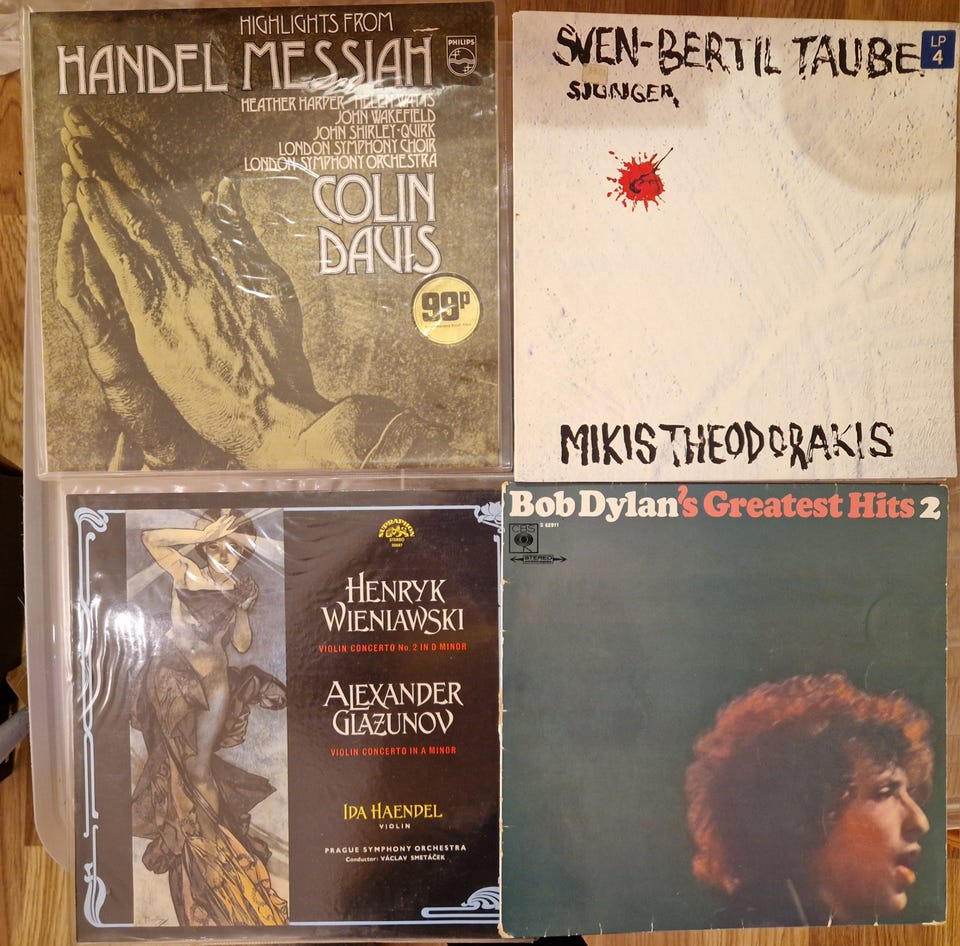 HIGHLIGHTS FROM
HANDEL MESSIAH
PHILIPS
HEATHER HARPER HELEN WATTS
JOHN WAKEFIELD
JOHN SHIRLEY-QUIRK
LONDON SYMPHONY CHOIR
LONDON SYMPHONY ORCHESTRA
COLIN
DAVIS
99p
SVEN-BERTIL TAUBE
SJUNGER
LP
4
MIKIS THEODORAKIS
SUPRAPHON
STEREO
HENRYK
WIENIAWSKI
VIOLIN CONCERTO No. 2 IN D MINOR
ALEXANDER
GLAZUNOV
VIOLIN CONCERTO IN A MINOR
IDA HAENDEL
VIOLIN
PRAGUE SYMPHONY ORCHESTRA
Conductor: VÁCLAV SMETÁČEK
Bob Dylan's Greatest Hits 2
CBS
S 62911
STEREO